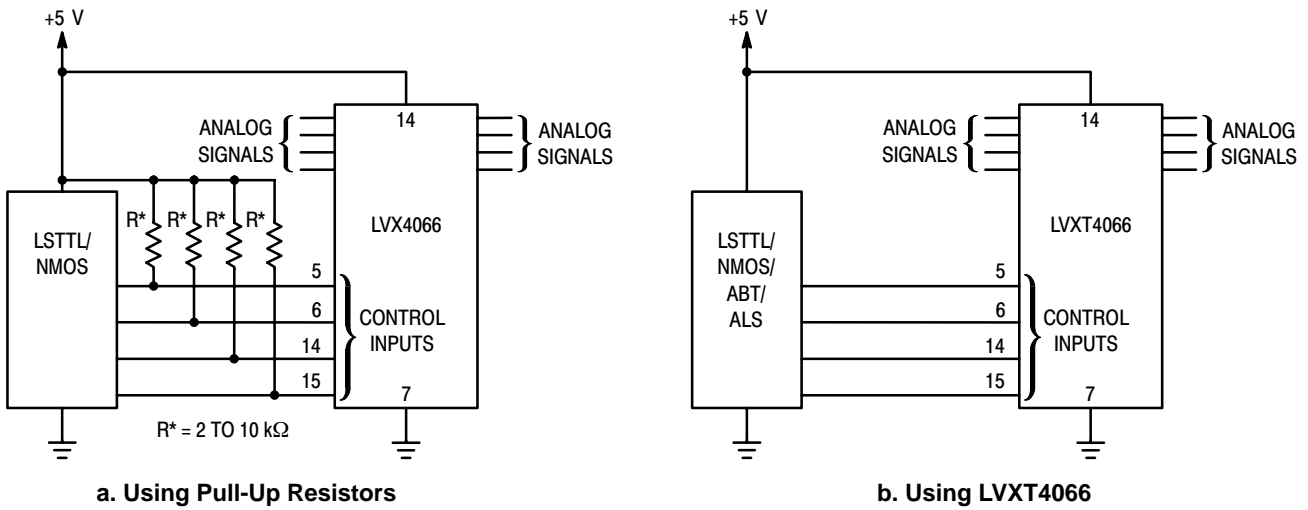 +5 V
14
ANALOG
SIGNALS
ANALOG
SIGNALS
R*
R*
R*
R*
LSTTL/
NMOS
LVX4066
5
6
14
15
CONTROL
INPUTS
7
R* = 2 TO 10 kΩ
a. Using Pull-Up Resistors
+5 V
14
ANALOG
SIGNALS
ANALOG
SIGNALS
LVXT4066
LSTTL/
NMOS/
ABT/
ALS
5
6
14
15
CONTROL
INPUTS
7
b. Using LVXT4066